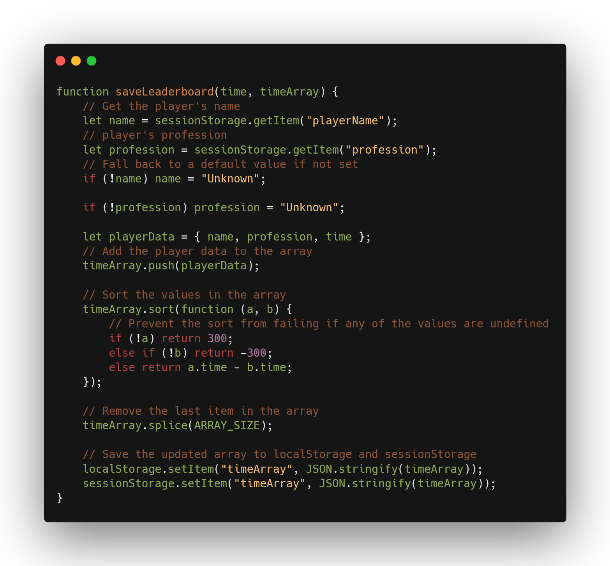 function saveLeaderboard(time, timeArray) {
    // Get the player's name
    let name = sessionStorage.getItem("playerName");
    // player's profession
    let profession = sessionStorage.getItem("profession");
    // Fall back to a default value if not set
    if (!name) name = "Unknown";

    if (!profession) profession = "Unknown";

    let playerData = { name, profession, time };
    // Add the player data to the array
    timeArray.push(playerData);

    // Sort the values in the array
    timeArray.sort(function (a, b) {
        // Prevent the sort from failing if any of the values are undefined
        if (!a) return 300;
        else if (!b) return -300;
        else return a.time - b.time;
    });

    // Remove the last item in the array
    timeArray.splice(ARRAY_SIZE);

    // Save the updated array to localStorage and sessionStorage
    localStorage.setItem("timeArray", JSON.stringify(timeArray));
    sessionStorage.setItem("timeArray", JSON.stringify(timeArray));
}